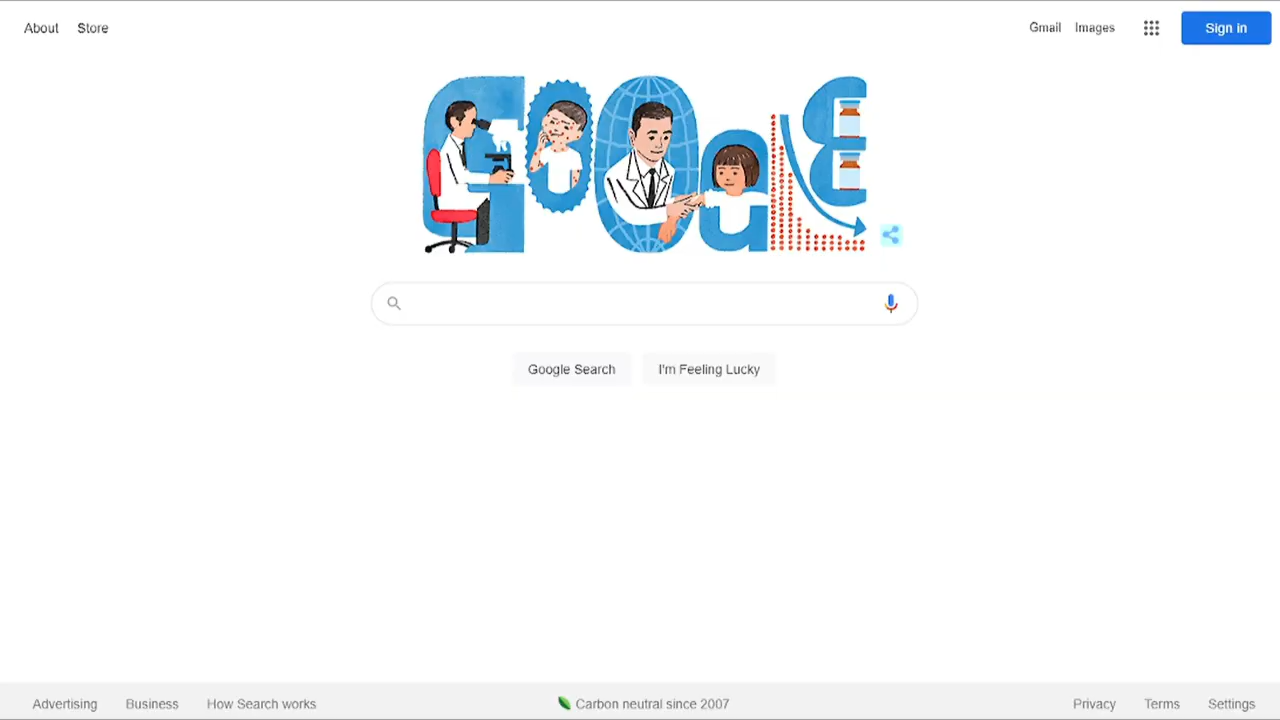 About Store
Gmail Images Sign in
Google
Google Search I'm Feeling Lucky
Advertising Business How Search works
Carbon neutral since 2007
Privacy Terms Settings